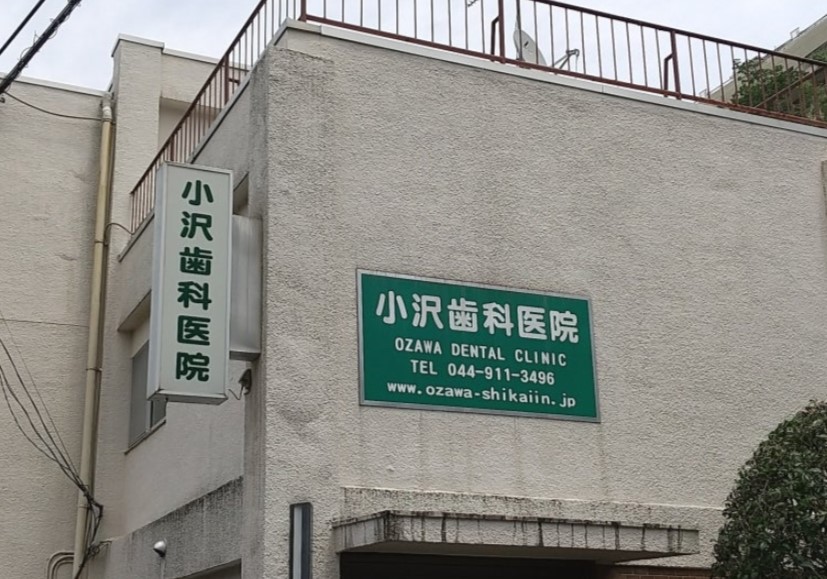 小沢歯科医院
小沢歯科医院
OZAWA DENTAL CLINIC
TEL 044-911-3496
www.ozawa-shikaiin.jp